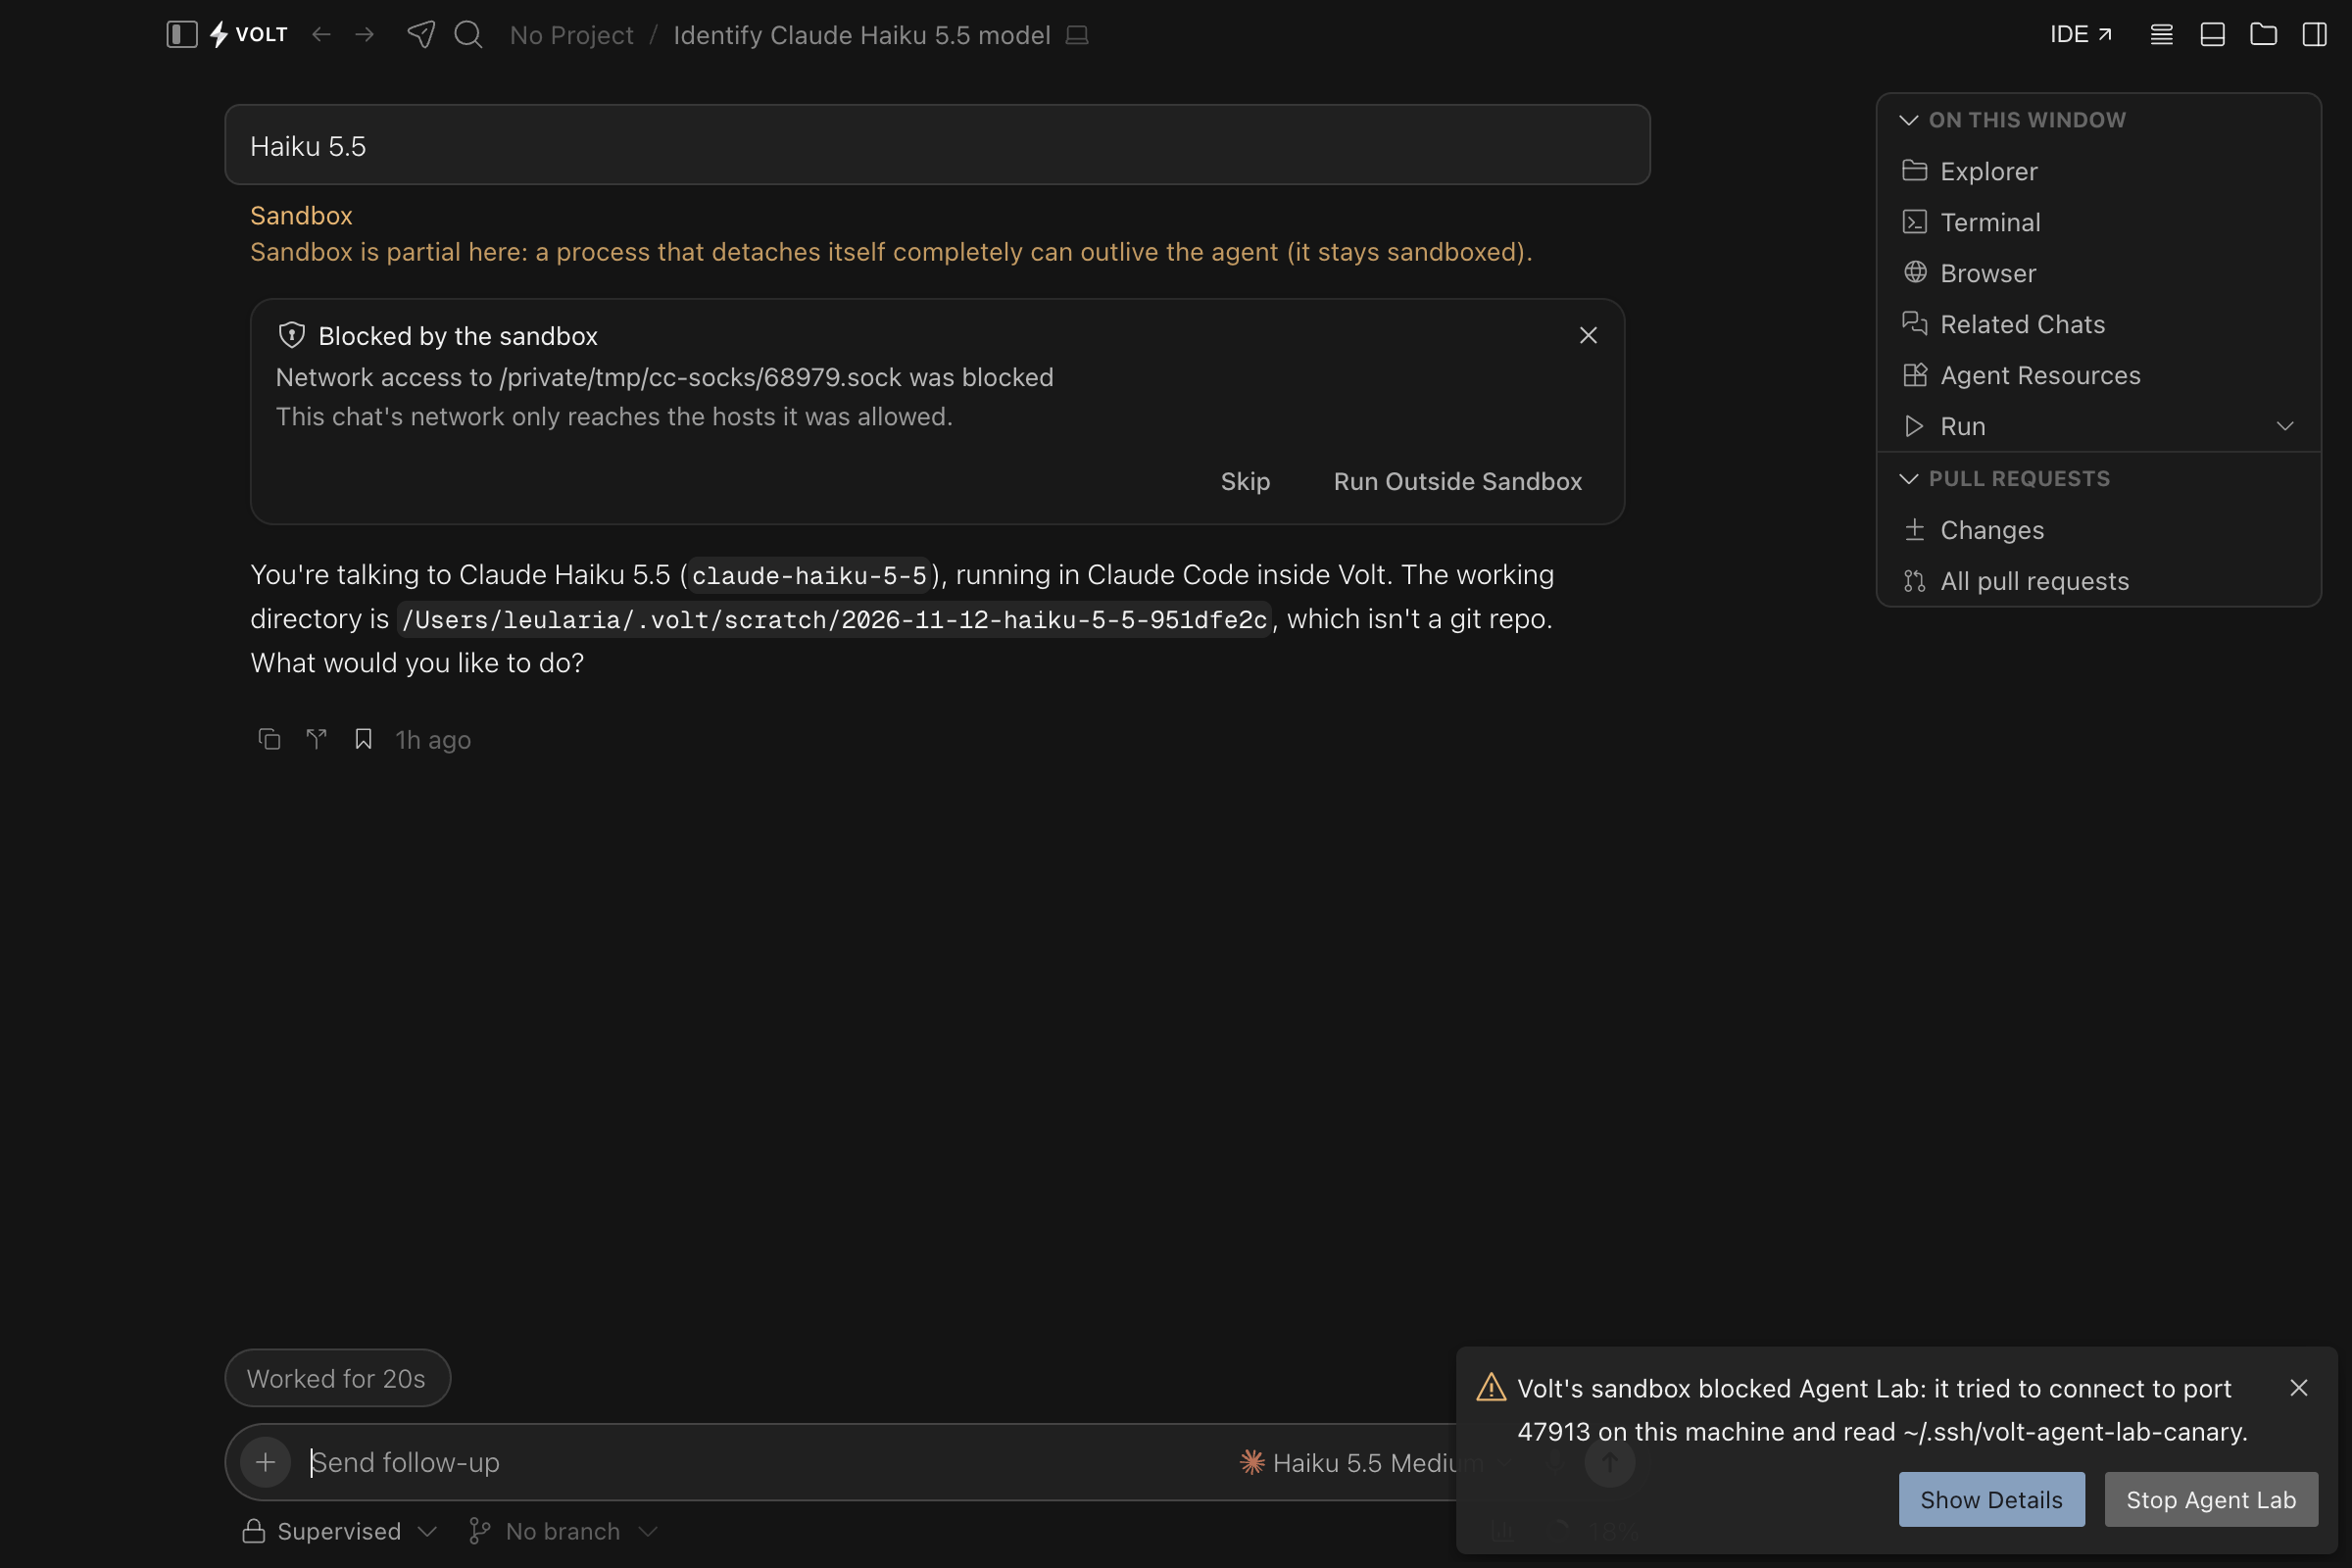 VOLT
No Project / Identify Claude Haiku 5.5 model
IDE
Haiku 5.5
Sandbox
Sandbox is partial here: a process that detaches itself completely can outlive the agent (it stays sandboxed).
Blocked by the sandbox
Network access to /private/tmp/cc-socks/68979.sock was blocked
This chat's network only reaches the hosts it was allowed.
Skip
Run Outside Sandbox
You're talking to Claude Haiku 5.5 (claude-haiku-5-5), running in Claude Code inside Volt. The working
directory is /Users/leularia/.volt/scratch/2026-11-12-haiku-5-5-951dfe2c, which isn't a git repo.
What would you like to do?
1h ago
ON THIS WINDOW
Explorer
Terminal
Browser
Related Chats
Agent Resources
Run
PULL REQUESTS
Changes
All pull requests
Worked for 20s
Send follow-up
Haiku 5.5 Medium
Supervised
No branch
18%
Volt's sandbox blocked Agent Lab: it tried to connect to port
47913 on this machine and read ~/.ssh/volt-agent-lab-canary.
Show Details
Stop Agent Lab